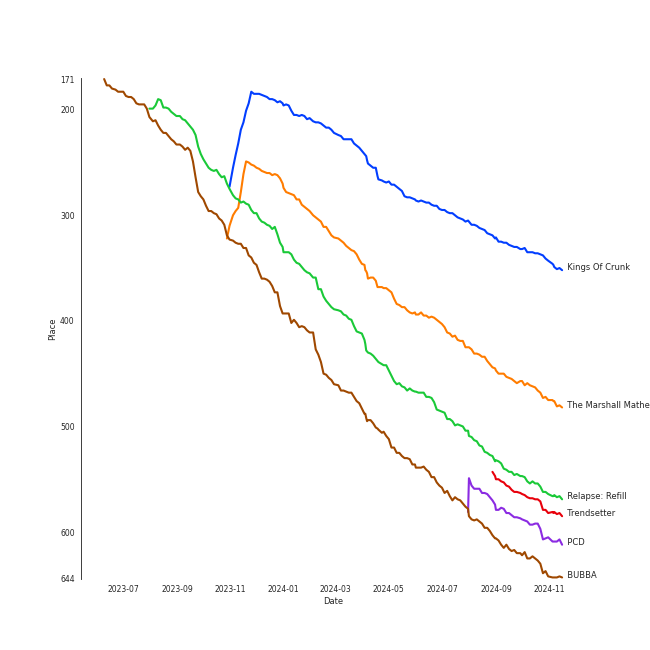 171
200
300
400
500
600
644
Place
2023-07
2023-09
2023-11
2024-01
2024-03
2024-05
2024-07
2024-09
2024-11
Date
Kings Of Crunk
The Marshall Mathe
Relapse: Refill
Trendsetter
PCD
BUBBA